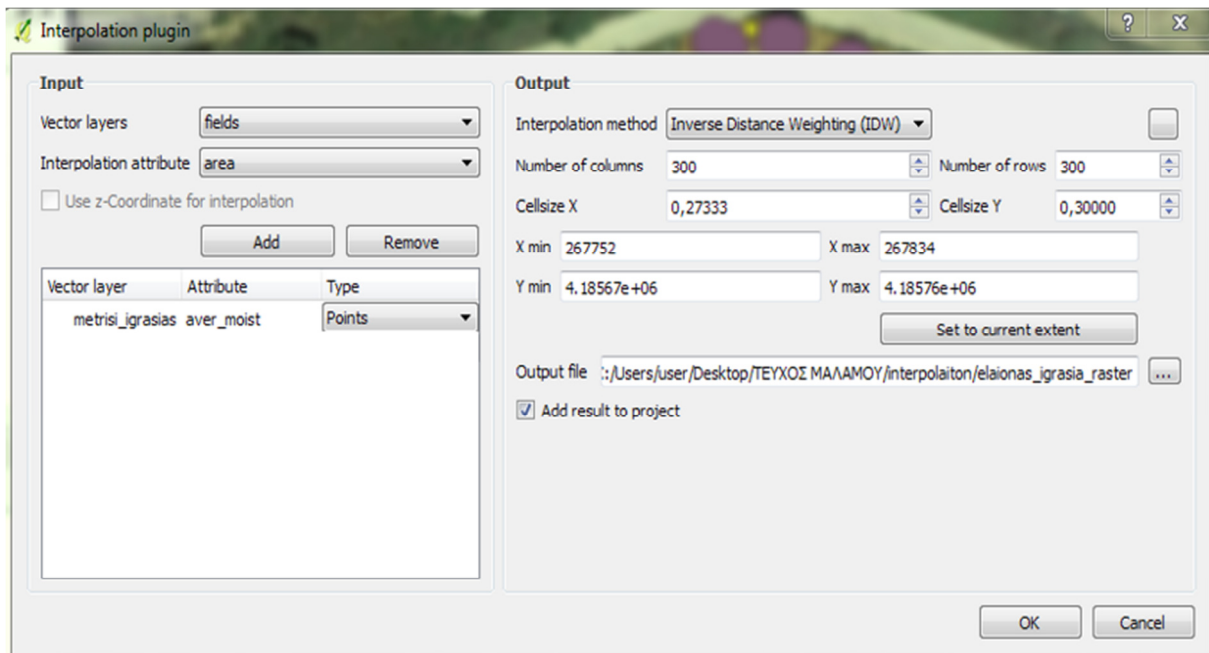 Interpolation plugin
?
X
Input
Vector layers fields
Interpolation attribute area
Use z-Coordinate for interpolation
Add Remove
Vector layer Attribute Type
metrisi_igrasias aver_moist Points
Output
Interpolation method Inverse Distance Weighting (IDW)
Number of columns 300 Number of rows 300
Cellsize X 0,27333 Cellsize Y 0,30000
X min 267752 X max 267834
Y min 4.18567e+06 Y max 4.18576e+06
Set to current extent
Output file :/Users/user/Desktop/ΤΕΥΧΟΣ ΜΑΛΑΜΟΥ/interpolaiton/elaionas_igrasia_raster ...
Add result to project
OK Cancel